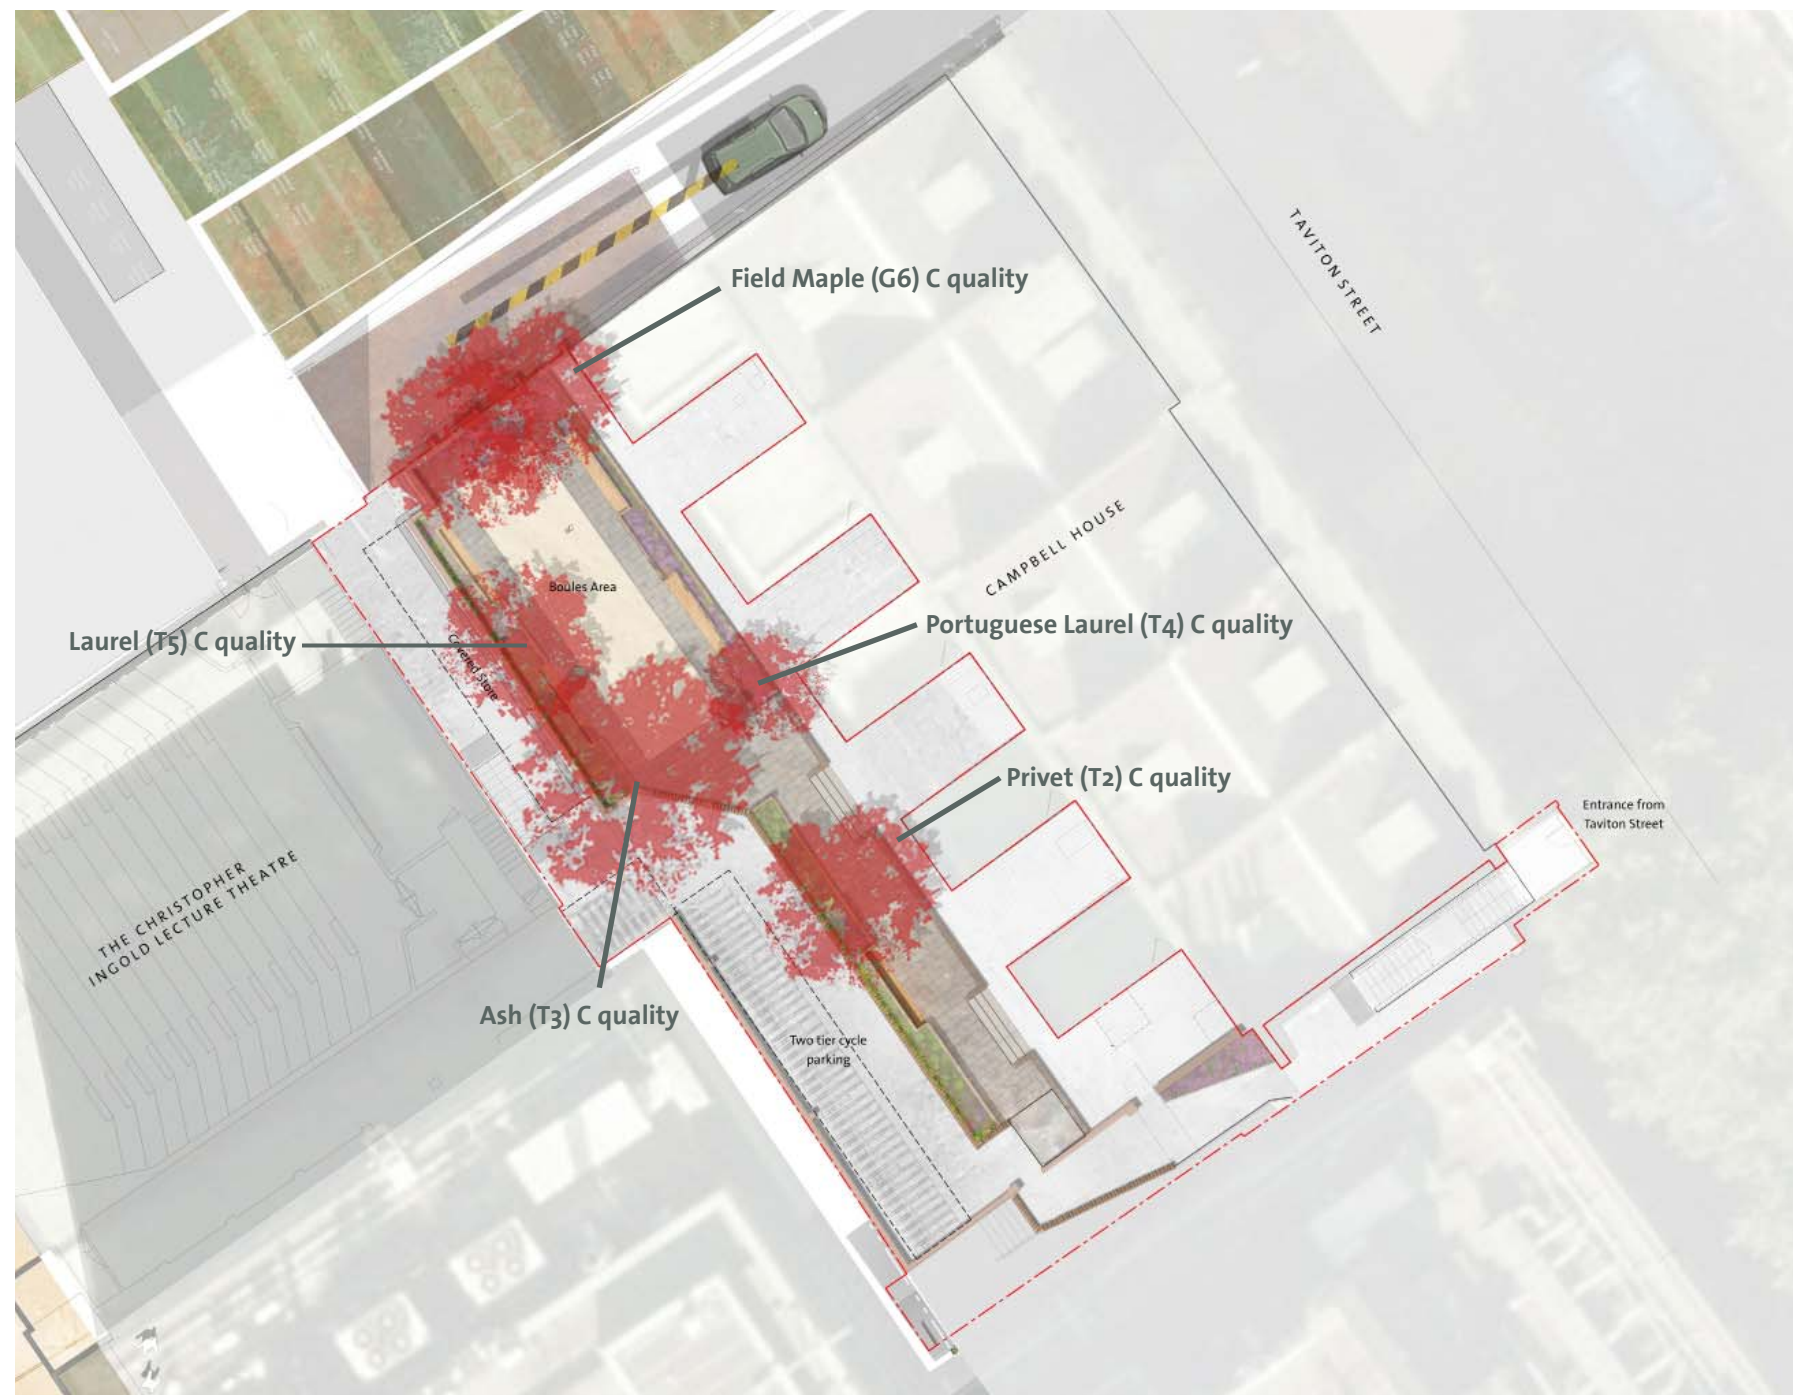 Field Maple (G6) C quality
TAVITON STREET
CAMPBELL HOUSE
Boules Area
Laurel (T5) C quality
Covered Store
Portuguese Laurel (T4) C quality
Privet (T2) C quality
Entrance from
Taviton Street
THE CHRISTOPHER
INGOLD LECTURE THEATRE
Ash (T3) C quality
Two tier cycle
parking